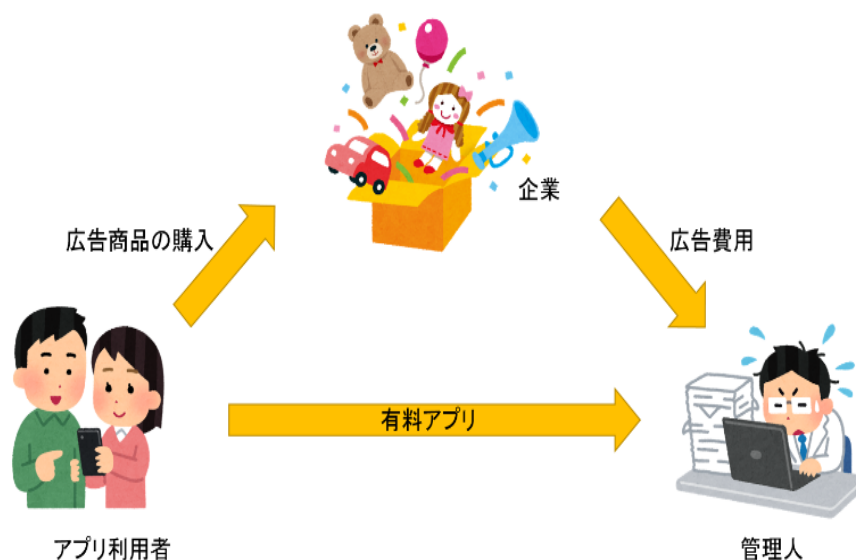 企業
広告商品の購入
広告費用
有料アプリ
アプリ利用者
管理人